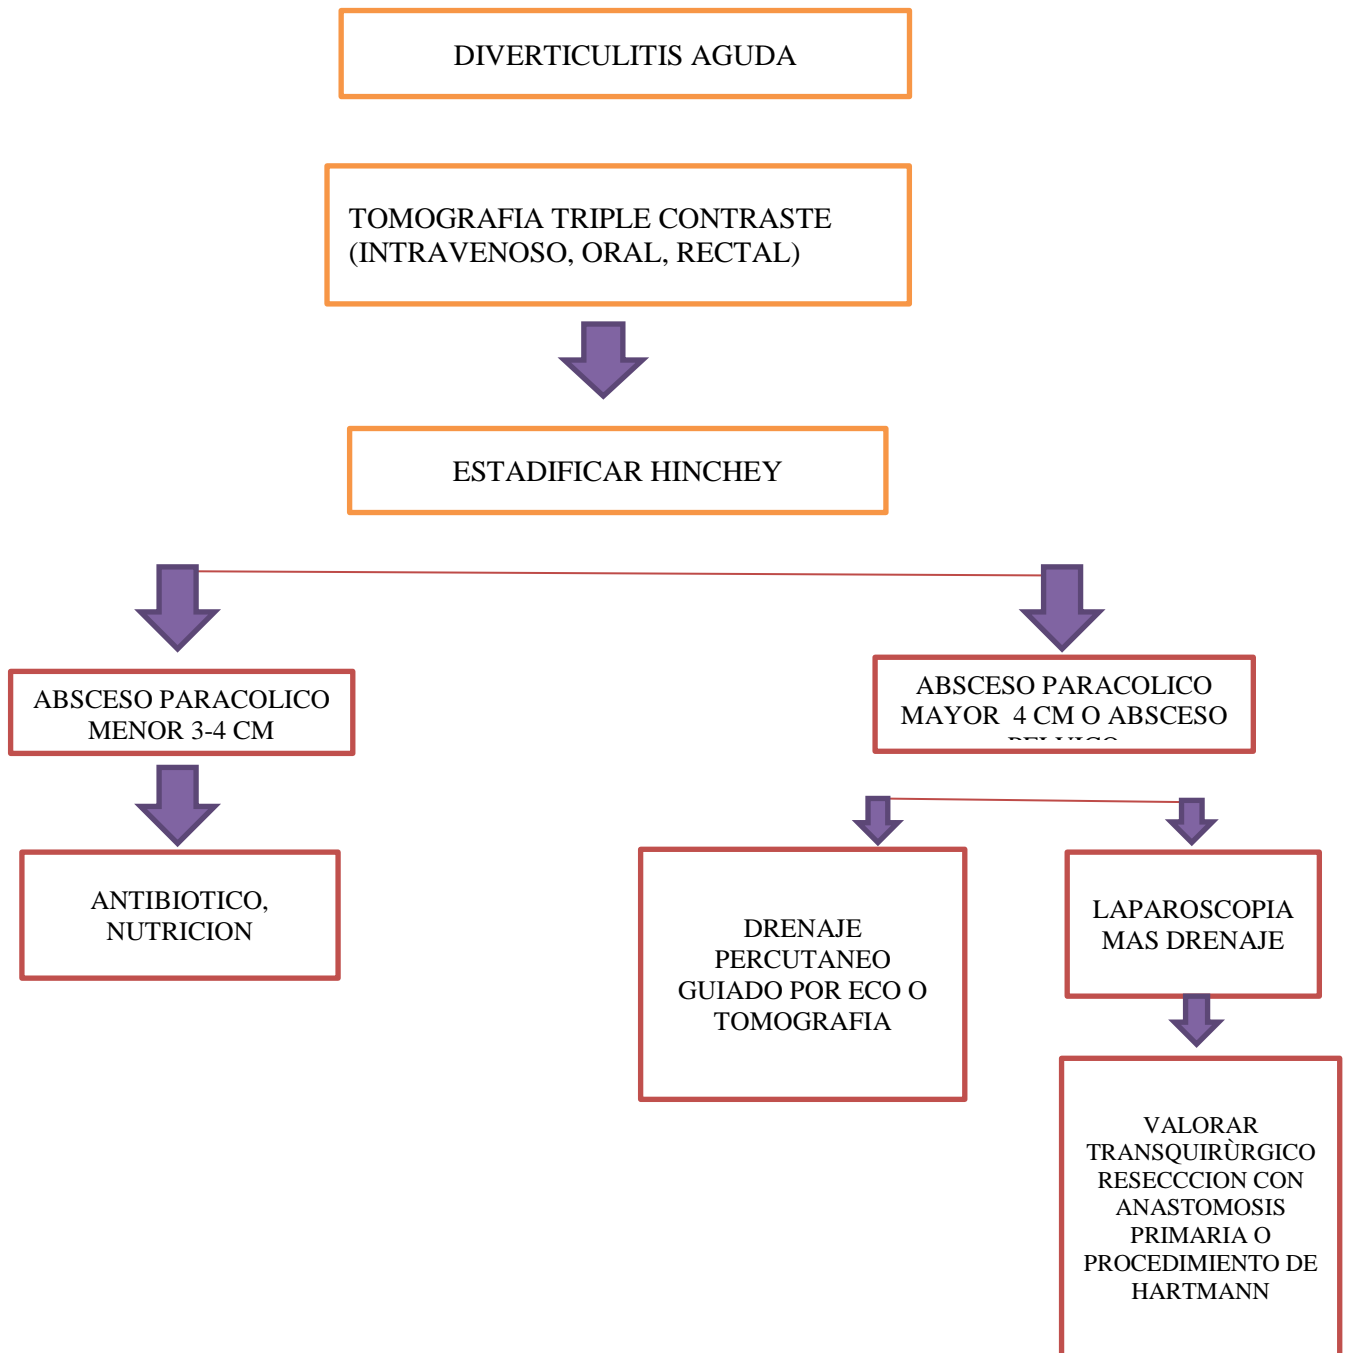 DIVERTICULITIS AGUDA
TOMOGRAFIA TRIPLE CONTRASTE
(INTRAVENOSO, ORAL, RECTAL)
ESTADIFICAR HINCHEY
ABSCESO PARACOLICO
MENOR 3-4 CM
ABSCESO PARACOLICO
MAYOR 4 CM O ABSCESO
ANTIBIOTICO,
NUTRICION
DRENAJE
PERCUTANEO
GUIADO POR ECO O
TOMOGRAFIA
LAPAROSCOPIA
MAS DRENAJE
VALORAR
TRANSQUIRÙRGICO
RESECCCION CON
ANASTOMOSIS
PRIMARIA O
PROCEDIMIENTO DE
HARTMANN